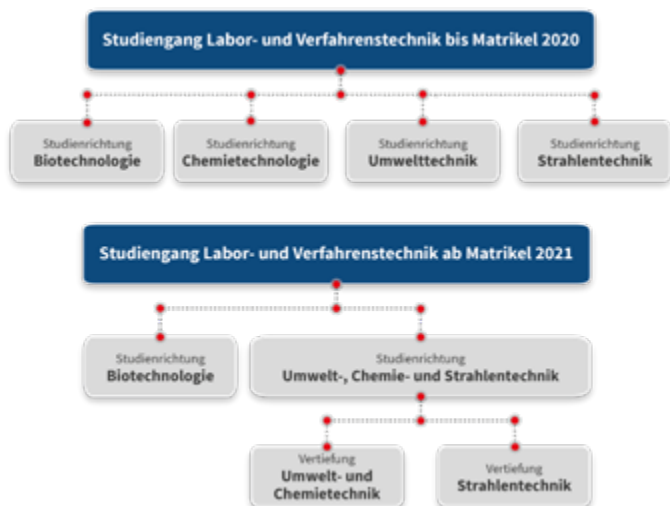 Studiengang Labor- und Verfahrenstechnik bis Matrikel 2020
Studienrichtung
Biotechnologie
Studienrichtung
Chemietechnologie
Studienrichtung
Umwelttechnik
Studienrichtung
Strahlentechnik
Studiengang Labor- und Verfahrenstechnik ab Matrikel 2021
Studienrichtung
Biotechnologie
Studienrichtung
Umwelt-, Chemie- und Strahlentechnik
Vertiefung
Umwelt- und
Chemietechnik
Vertiefung
Strahlentechnik